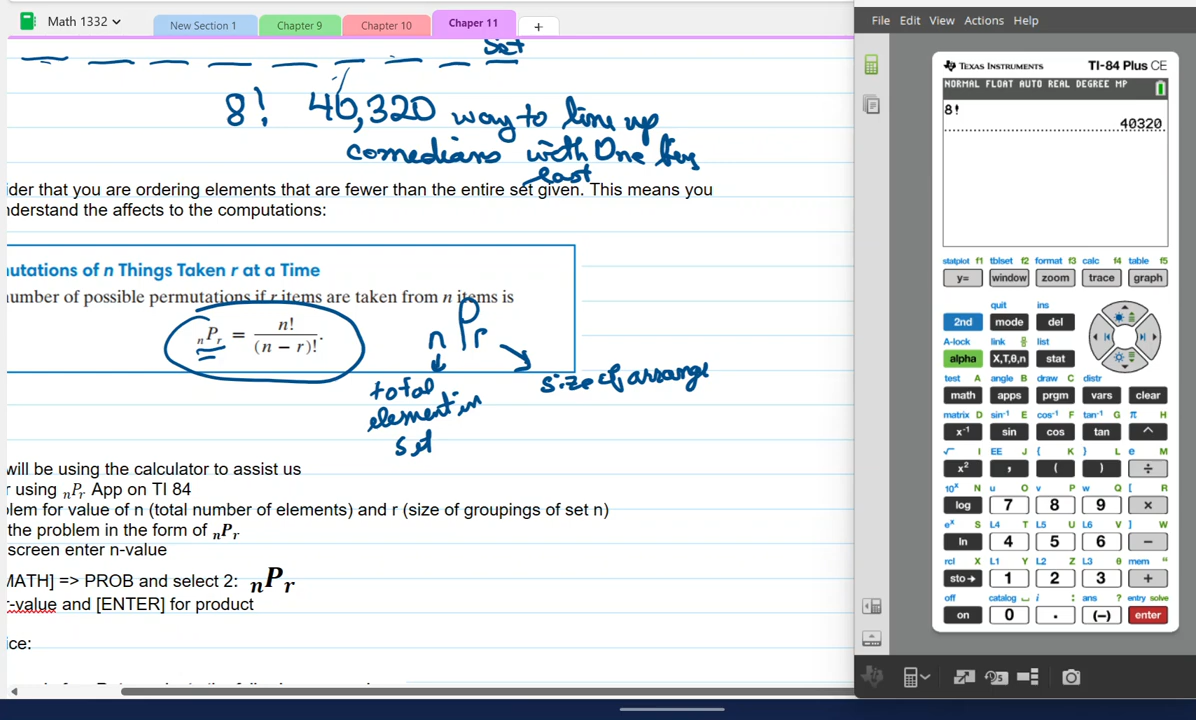 Math 1332
New Section 1
Chapter 9
Chapter 10
Chaper 11
+
Set
8! 40,320 way to line up
comedians with One key
last
ider that you are ordering elements that are fewer than the entire set given. This means you
nderstand the affects to the computations:
utations of n Things Taken r at a Time
number of possible permutations if r items are taken from n items is
nPr = n! / (n − r)!.
n P r
total
element in
set
size of arrange
will be using the calculator to assist us
r using nPr App on TI 84
olem for value of n (total number of elements) and r (size of groupings of set n)
the problem in the form of nPr
screen enter n-value
MATH] => PROB and select 2: nPr
r-value and [ENTER] for product
ice:
File Edit View Actions Help
TEXAS INSTRUMENTS TI-84 Plus CE
NORMAL FLOAT AUTO REAL DEGREE MP
8!
40320
statplot f1 tblset f2 format f3 calc f4 table f5
y= window zoom trace graph
quit ins
2nd mode del
A-lock link list
alpha X,T,θ,n stat
test A angle B draw C distr
math apps prgm vars clear
matrix D sin⁻¹ E cos⁻¹ F tan⁻¹ G π H
x⁻¹ sin cos tan ^
√ I EE J { K } L e M
x² , ( ) ÷
10ˣ N u O v P w Q [ R
log 7 8 9 ×
eˣ S L4 T L5 U L6 V ] W
ln 4 5 6 −
rcl X L1 Y L2 Z L3 θ mem "
sto→ 1 2 3 +
off catalog i : ans ? entry solve
on 0 . (−) enter